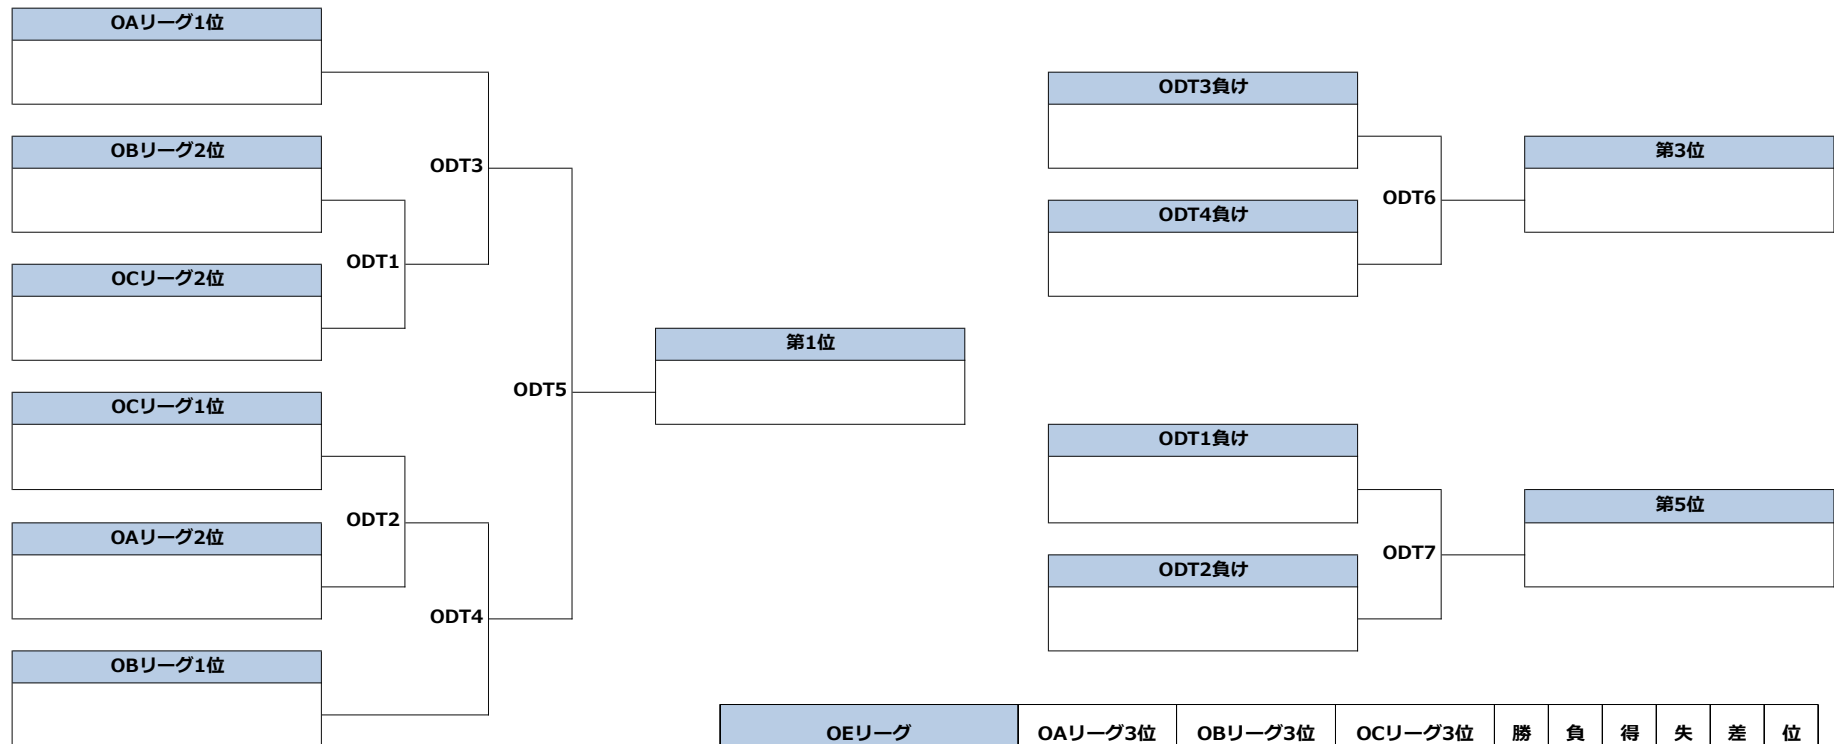 OAリーグ1位
OBリーグ2位
OCリーグ2位
OCリーグ1位
OAリーグ2位
OBリーグ1位
ODT1
ODT2
ODT3
ODT4
ODT5
第1位
ODT3負け
ODT4負け
ODT6
第3位
ODT1負け
ODT2負け
ODT7
第5位
OEリーグ OAリーグ3位 OBリーグ3位 OCリーグ3位 勝 負 得 失 差 位